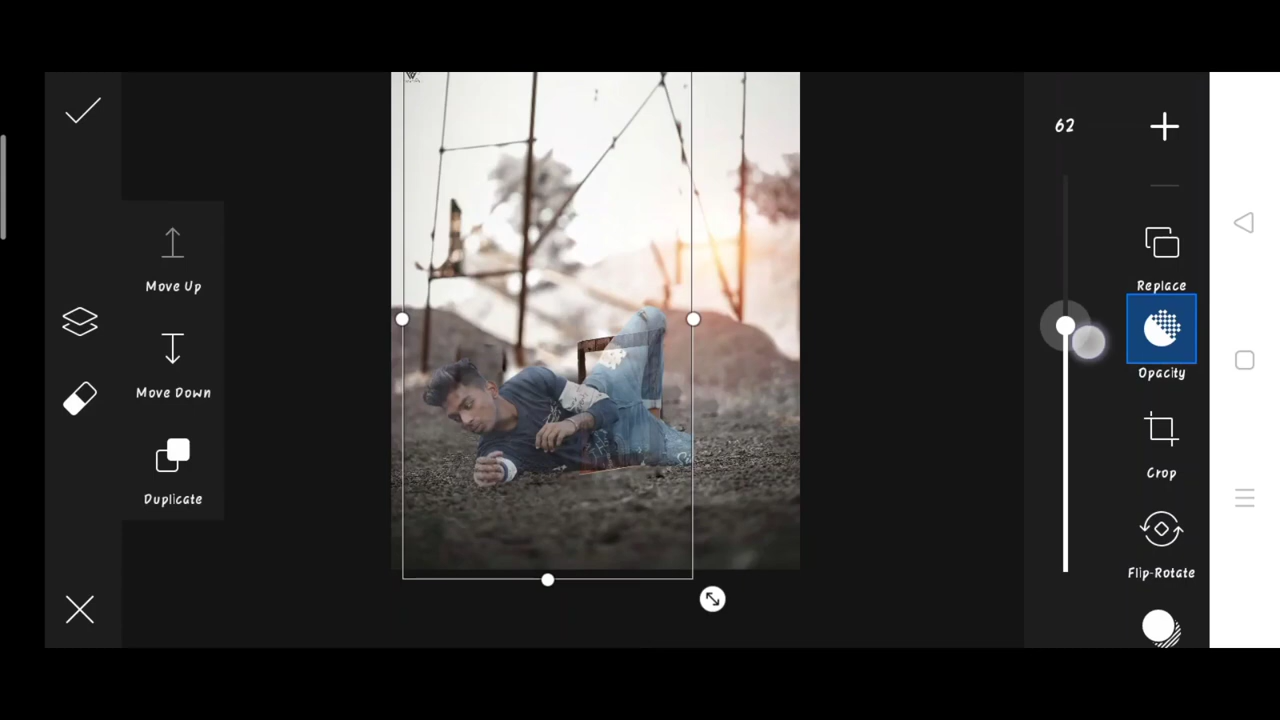 62
Move Up
Replace
Move Down
Opacity
Duplicate
Crop
Flip-Rotate